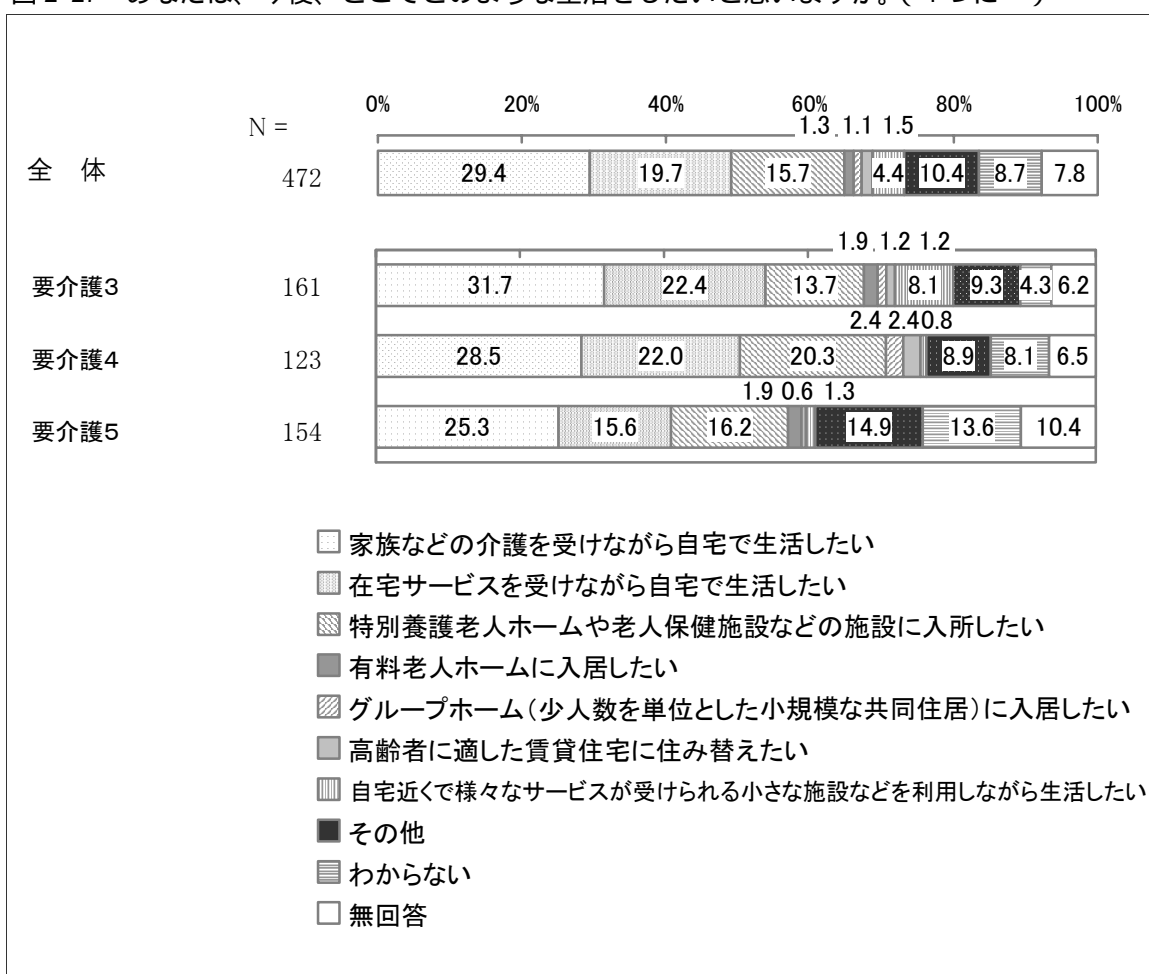 0% 20% 40% 60% 80% 100%
N =
1.3 1.1 1.5
全 体 472 29.4 19.7 15.7 4.4 10.4 8.7 7.8
1.9 1.2 1.2
要介護3 161 31.7 22.4 13.7 8.1 9.3 4.3 6.2
2.4 2.4 0.8
要介護4 123 28.5 22.0 20.3 8.9 8.1 6.5
1.9 0.6 1.3
要介護5 154 25.3 15.6 16.2 14.9 13.6 10.4
家族などの介護を受けながら自宅で生活したい
在宅サービスを受けながら自宅で生活したい
特別養護老人ホームや老人保健施設などの施設に入所したい
有料老人ホームに入居したい
グループホーム(少人数を単位とした小規模な共同住居)に入居したい
高齢者に適した賃貸住宅に住み替えたい
自宅近くで様々なサービスが受けられる小さな施設などを利用しながら生活したい
その他
わからない
無回答